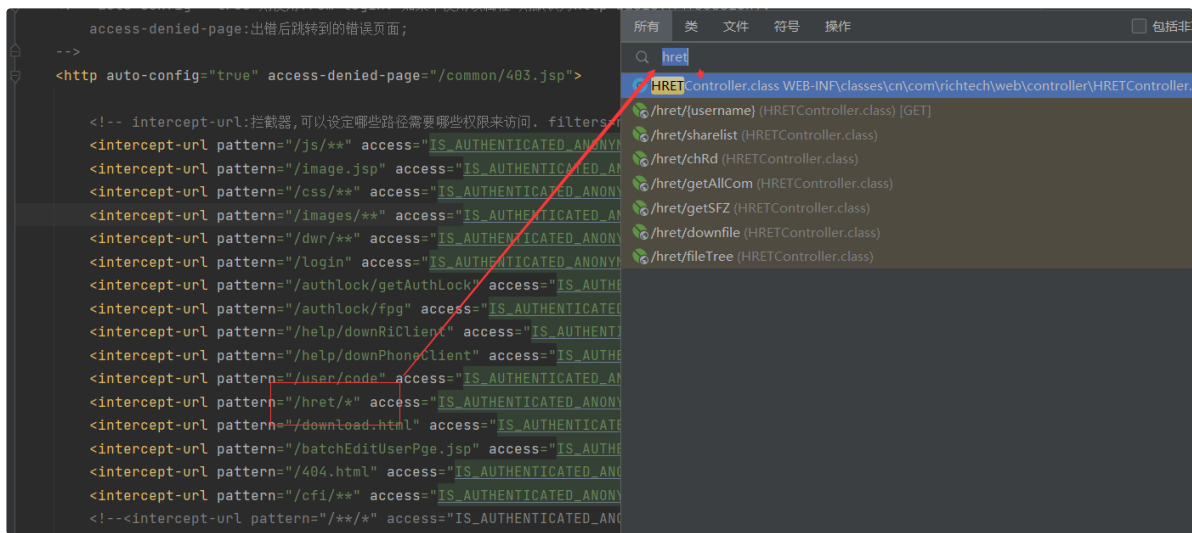 access-denied-page:出错后跳转到的错误页面;
-->
<http auto-config="true" access-denied-page="/common/403.jsp">
<!-- intercept-url:拦截器,可以设定哪些路径需要哪些权限来访问. filters=
<intercept-url pattern="/js/**" access="IS_AUTHENTICATED_ANONY
<intercept-url pattern="/image.jsp" access="IS_AUTHENTICATED_AN
<intercept-url pattern="/css/**" access="IS_AUTHENTICATED_ANONY
<intercept-url pattern="/images/**" access="IS_AUTHENTICATED_AN
<intercept-url pattern="/dwr/**" access="IS_AUTHENTICATED_ANONY
<intercept-url pattern="/login" access="IS_AUTHENTICATED_ANONY
<intercept-url pattern="/authlock/getAuthLock" access="IS_AUTHE
<intercept-url pattern="/authlock/fpg" access="IS_AUTHENTICATED
<intercept-url pattern="/help/downRiClient" access="IS_AUTHENTI
<intercept-url pattern="/help/downPhoneClient" access="IS_AUTHE
<intercept-url pattern="/user/code" access="IS_AUTHENTICATED_AN
<intercept-url pattern="/hret/*" access="IS_AUTHENTICATED_ANONY
<intercept-url pattern="/download.html" access="IS_AUTHENTICATE
<intercept-url pattern="/batchEditUserPge.jsp" access="IS_AUTHE
<intercept-url pattern="/404.html" access="IS_AUTHENTICATED_ANO
<intercept-url pattern="/cfi/**" access="IS_AUTHENTICATED_ANONY
<!--<intercept-url pattern="/**/*" access="IS_AUTHENTICATED_ANO
所有 类 文件 符号 操作 包括非
hret
HRETController.class WEB-INF\classes\cn\com\richtech\web\controller\HRETController.
/hret/{username} (HRETController.class) [GET]
/hret/sharelist (HRETController.class)
/hret/chRd (HRETController.class)
/hret/getAllCom (HRETController.class)
/hret/getSFZ (HRETController.class)
/hret/downfile (HRETController.class)
/hret/fileTree (HRETController.class)